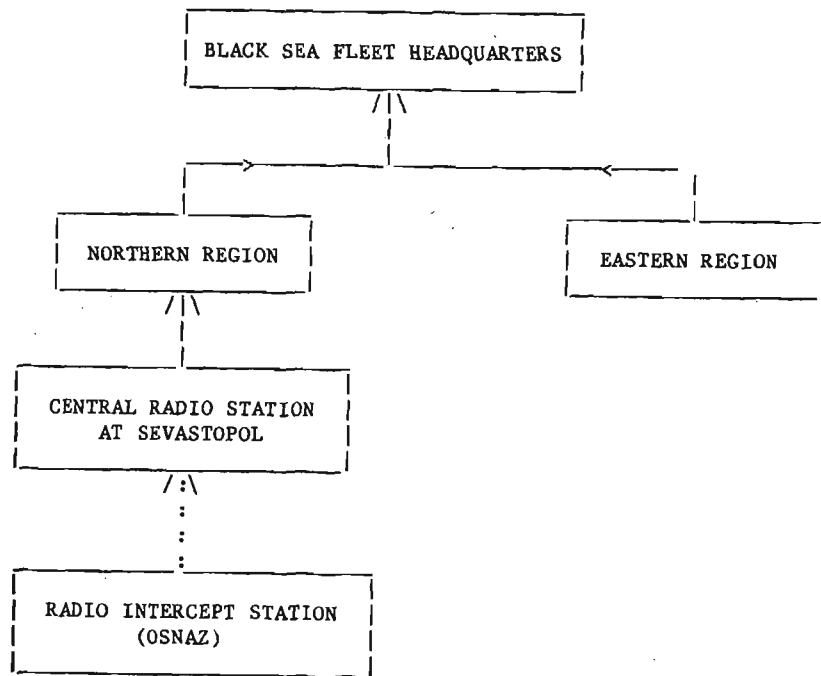 BLACK SEA FLEET HEADQUARTERS
NORTHERN REGION
EASTERN REGION
CENTRAL RADIO STATION
AT SEVASTOPOL
RADIO INTERCEPT STATION
(OSNAZ)